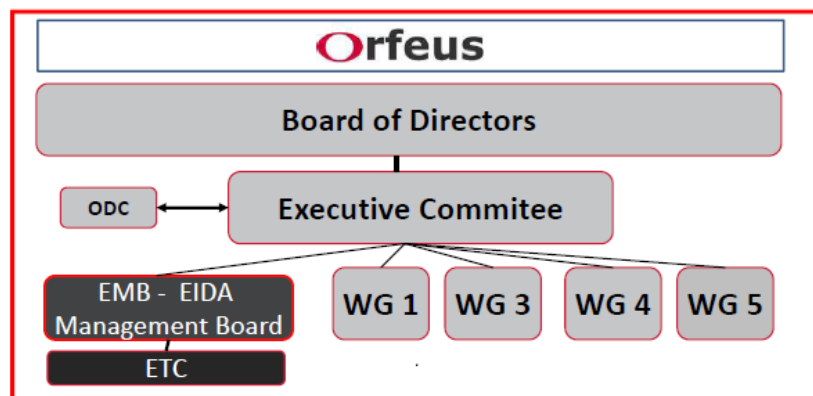 Orfeus
Board of Directors
ODC
Executive Commitee
EMB - EIDA
Management Board
WG 1
WG 3
WG 4
WG 5
ETC